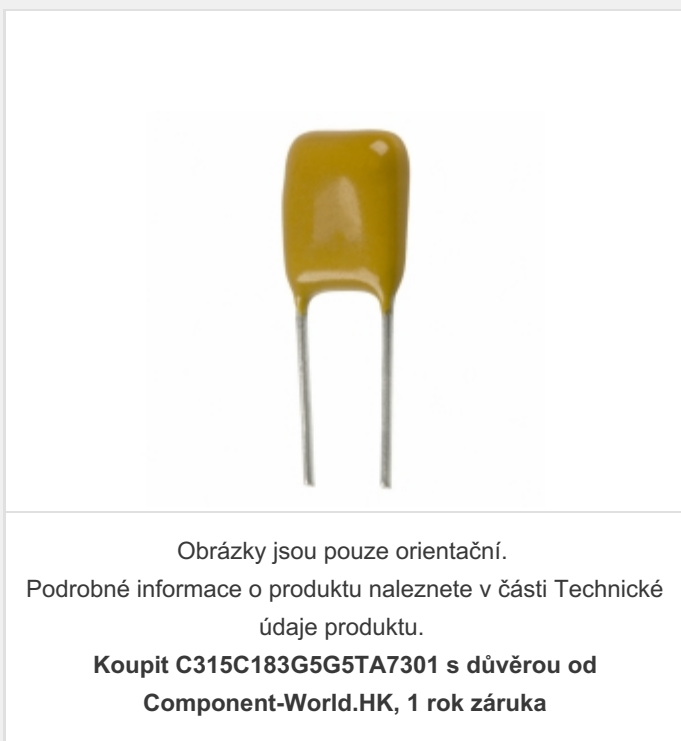 Obrázky jsou pouze orientační.
Podrobné informace o produktu naleznete v části Technické
údaje produktu.
Koupit C315C183G5G5TA7301 s důvěrou od
Component-World.HK, 1 rok záruka